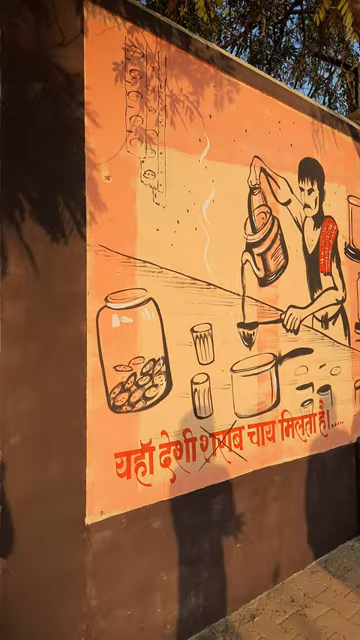 यहाँ देशी शराब चाय मिलता है।.....